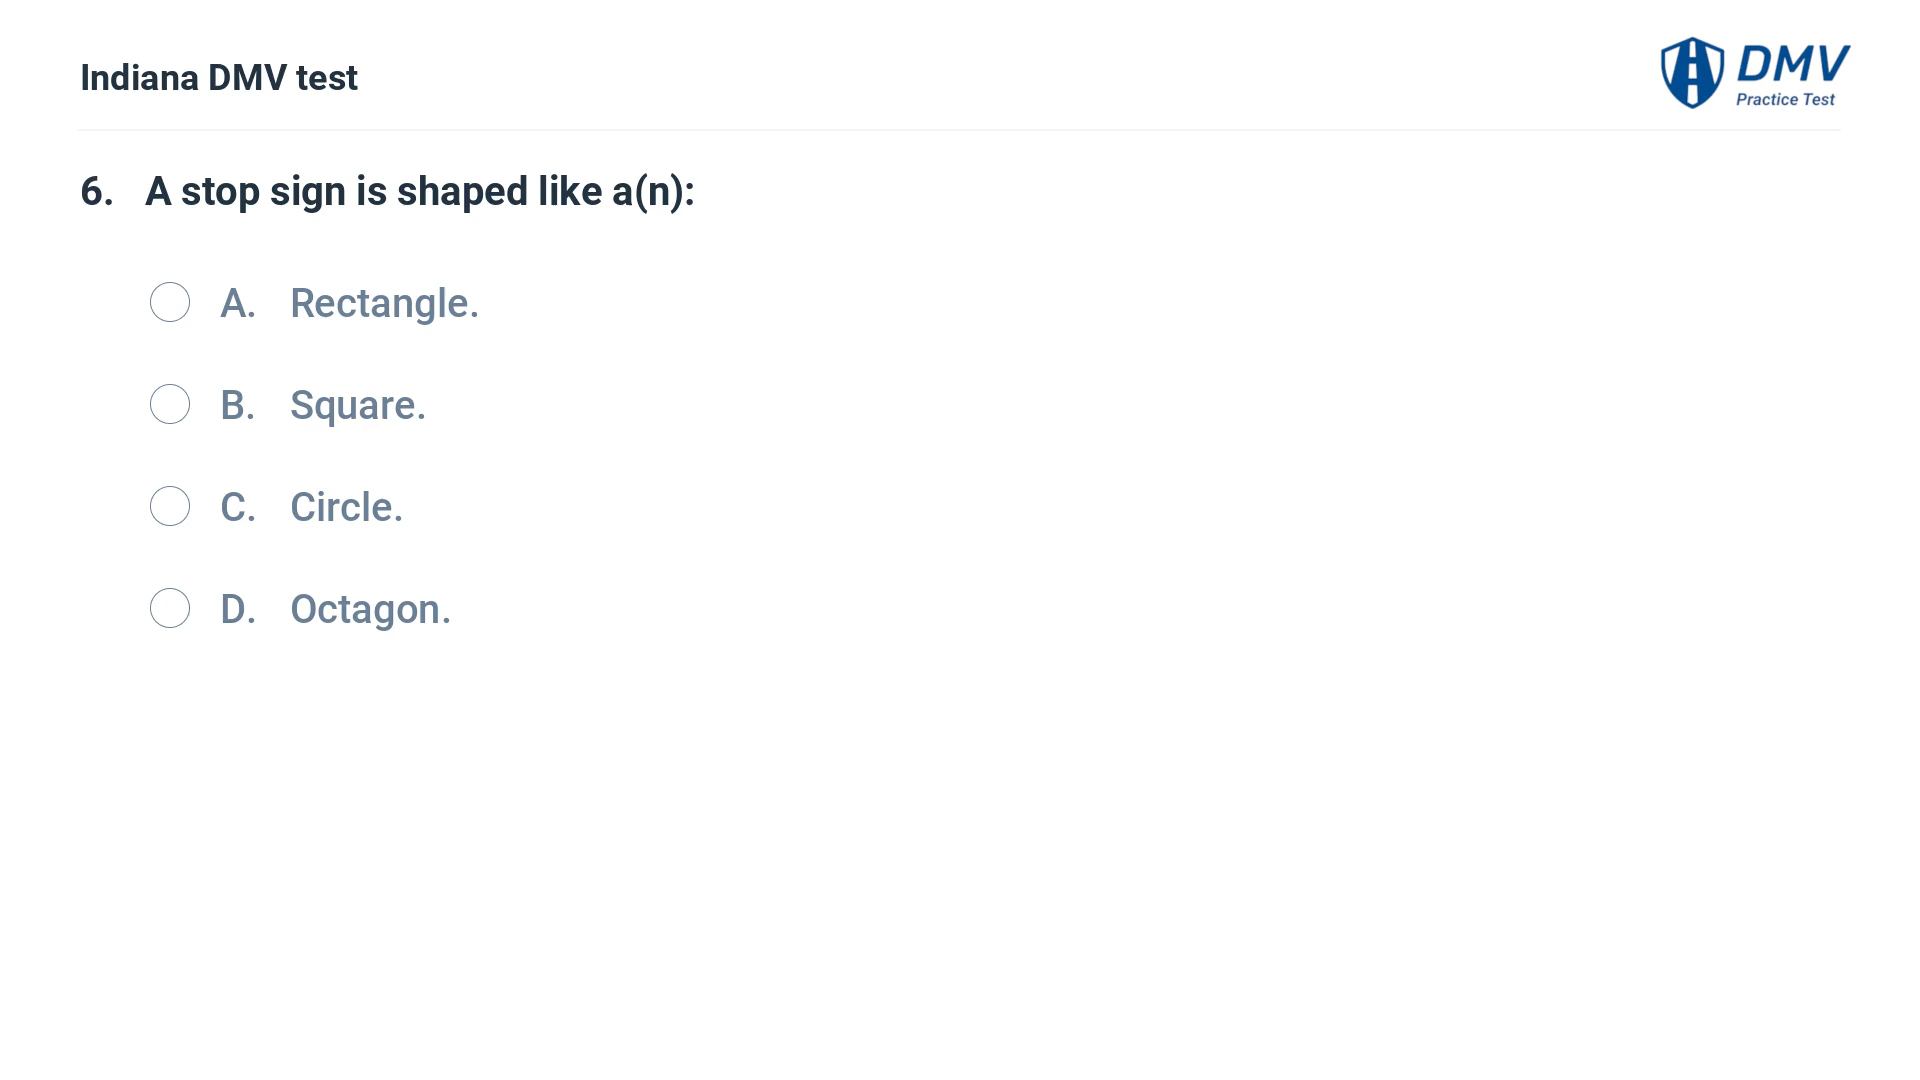 Indiana DMV test
DMV
Practice Test
6. A stop sign is shaped like a(n):
A. Rectangle.
B. Square.
C. Circle.
D. Octagon.